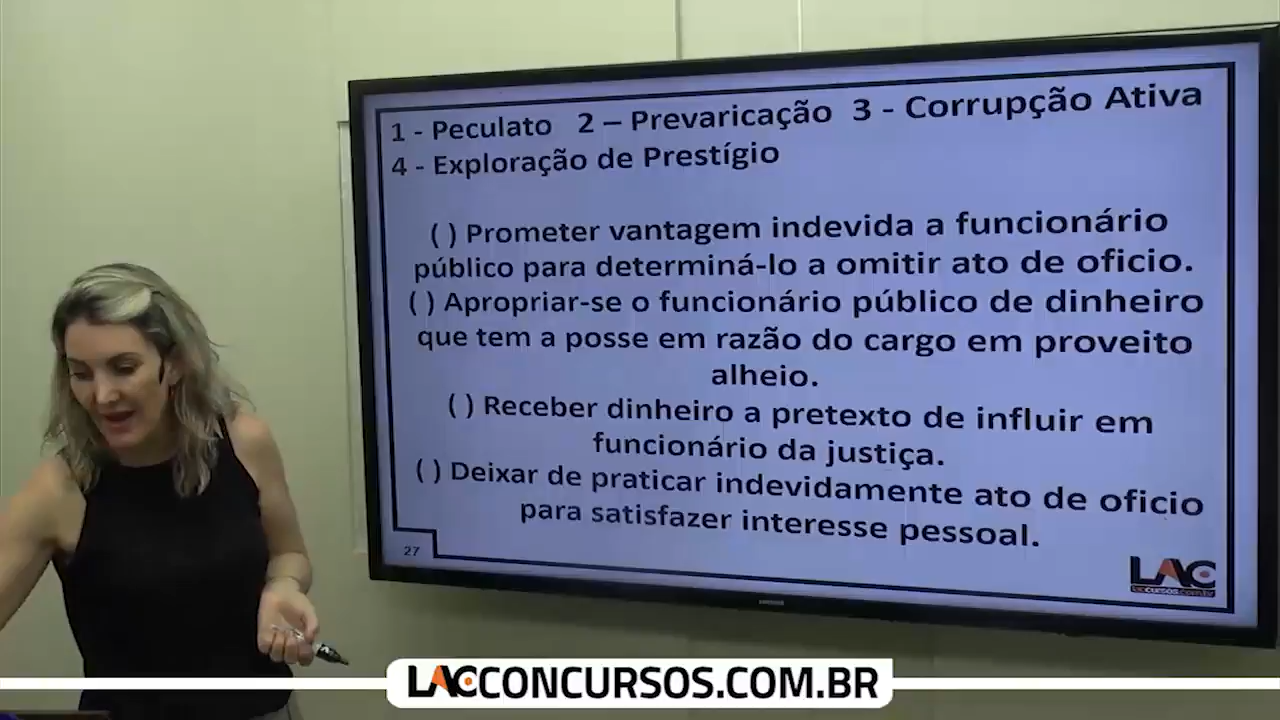 1 - Peculato 2 – Prevaricação 3 - Corrupção Ativa
4 - Exploração de Prestígio
( ) Prometer vantagem indevida a funcionário
público para determiná-lo a omitir ato de oficio.
( ) Apropriar-se o funcionário público de dinheiro
que tem a posse em razão do cargo em proveito
alheio.
( ) Receber dinheiro a pretexto de influir em
funcionário da justiça.
( ) Deixar de praticar indevidamente ato de oficio
para satisfazer interesse pessoal.
27
LAC
lacconcursos.com.br
LACCONCURSOS.COM.BR